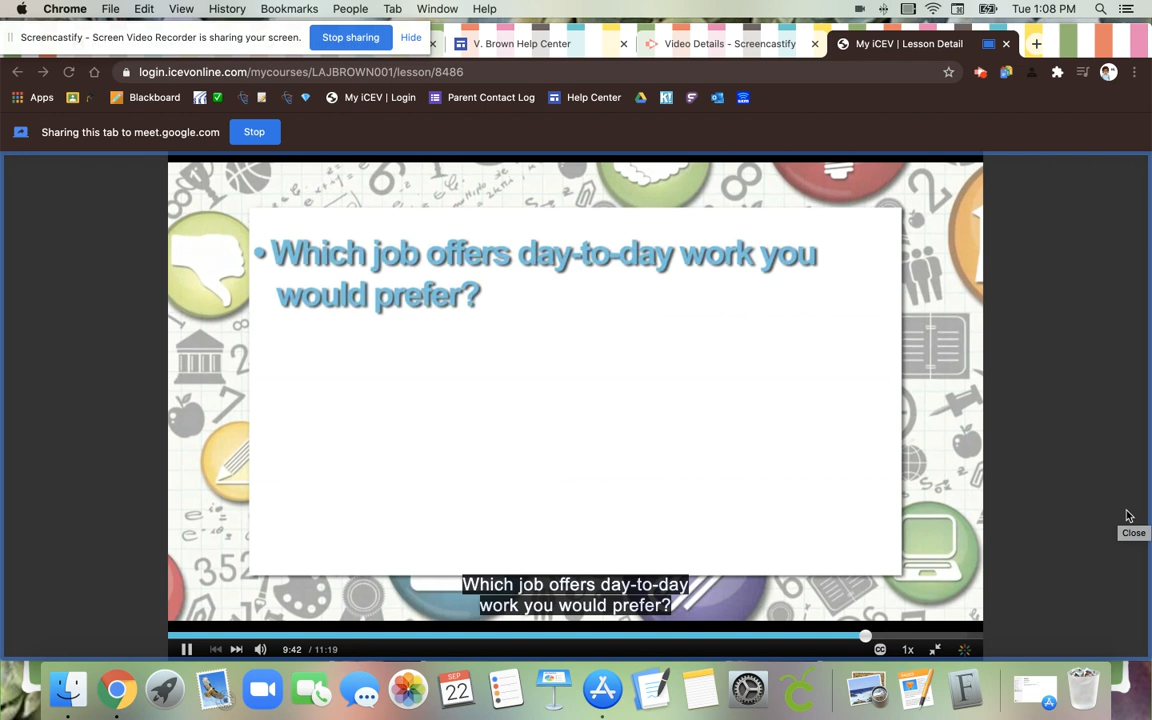 Chrome File Edit View History Bookmarks People Tab Window Help Tue 1:08 PM
Screencastify - Screen Video Recorder is sharing your screen. Stop sharing Hide
V. Brown Help Center Video Details - Screencastify My iCEV | Lesson Detail
login.icevonline.com/mycourses/LAJBROWN001/lesson/8486
Apps Blackboard My iCEV | Login Parent Contact Log Help Center
Sharing this tab to meet.google.com Stop
• Which job offers day-to-day work you
would prefer?
Close
Which job offers day-to-day
work you would prefer?
9:42 / 11:19 CC 1x
SEP
22